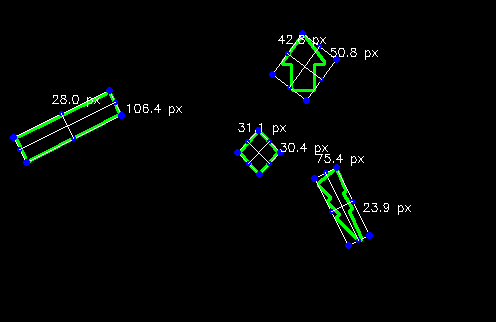 42.8 px
50.8 px
28.0 px
106.4 px
31.1 px
30.4 px
75.4 px
23.9 px